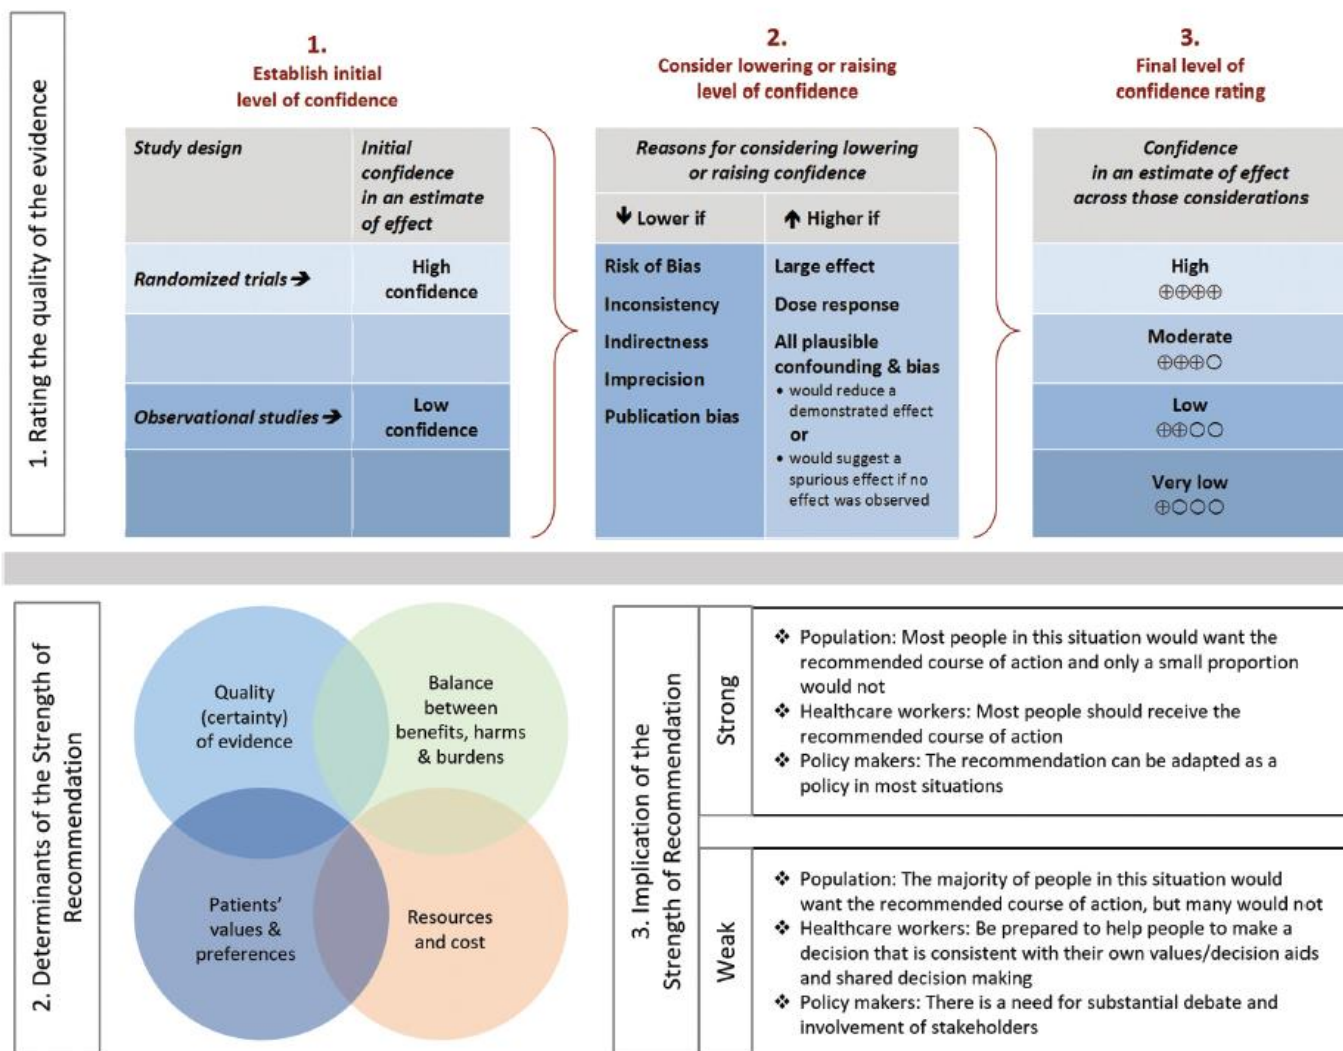 1. Rating the quality of the evidence
1.
Establish initial
level of confidence
Study design
Initial
confidence
in an estimate
of effect
Randomized trials ➔
High
confidence
Observational studies ➔
Low
confidence
2.
Consider lowering or raising
level of confidence
Reasons for considering lowering
or raising confidence
🡻 Lower if
🡹 Higher if
Risk of Bias
Inconsistency
Indirectness
Imprecision
Publication bias
Large effect
Dose response
All plausible
confounding & bias
• would reduce a
demonstrated effect
or
• would suggest a
spurious effect if no
effect was observed
3.
Final level of
confidence rating
Confidence
in an estimate of effect
across those considerations
High
⊕⊕⊕⊕
Moderate
⊕⊕⊕○
Low
⊕⊕○○
Very low
⊕○○○
2. Determinants of the Strength of
Recommendation
Quality
(certainty)
of evidence
Balance
between
benefits, harms
& burdens
Patients'
values &
preferences
Resources
and cost
3. Implication of the
Strength of Recommendation
Strong
❖ Population: Most people in this situation would want the
recommended course of action and only a small proportion
would not
❖ Healthcare workers: Most people should receive the
recommended course of action
❖ Policy makers: The recommendation can be adapted as a
policy in most situations
Weak
❖ Population: The majority of people in this situation would
want the recommended course of action, but many would not
❖ Healthcare workers: Be prepared to help people to make a
decision that is consistent with their own values/decision aids
and shared decision making
❖ Policy makers: There is a need for substantial debate and
involvement of stakeholders